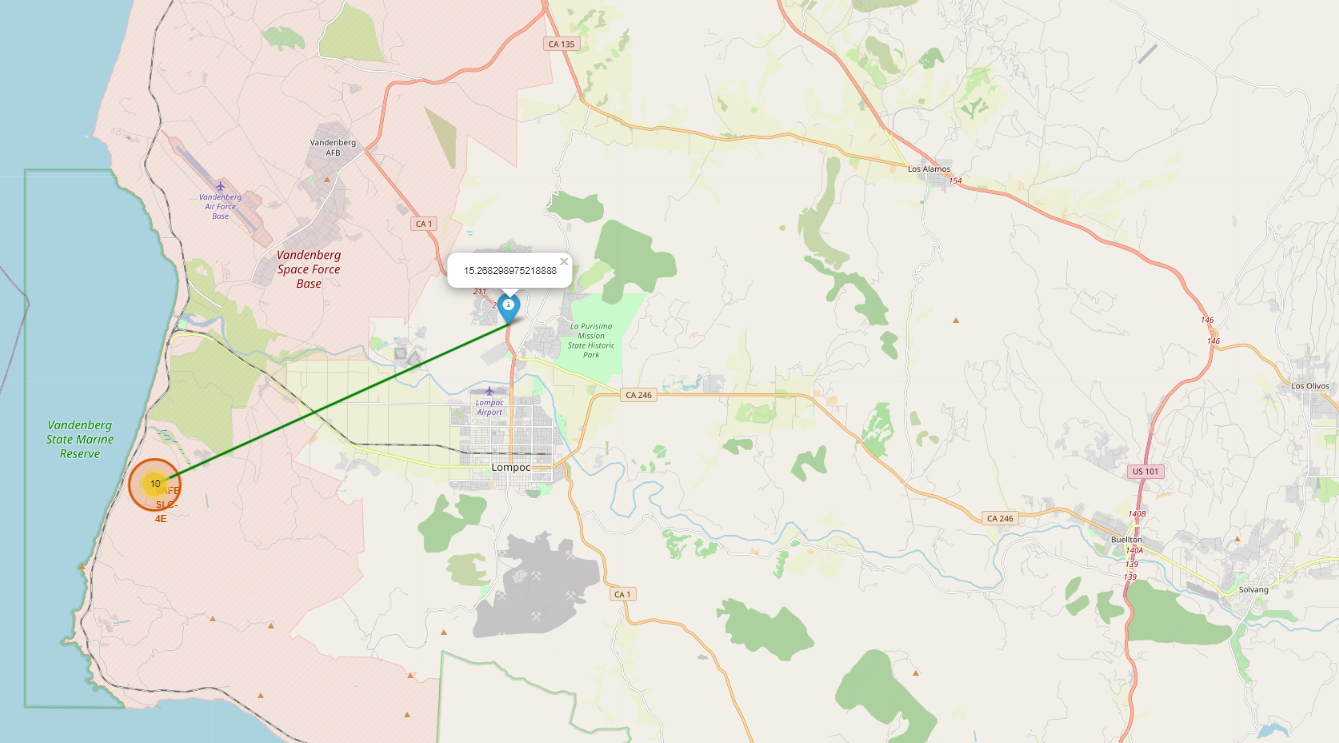 CA 135
Vandenberg
AFB
Los Alamos
154
Vandenberg
Air Force
Base
CA 1
Vandenberg
Space Force
Base
15.268298975218888
×
211
La Purisima
Mission
State Historic
Park
146
146
Los Olivos
CA 246
Lompoc
Airport
Vandenberg
State Marine
Reserve
Lompoc
US 101
10
SLC-
4E
CA 246
140B
Buellton
140A
139
139
CA 1
Solvang